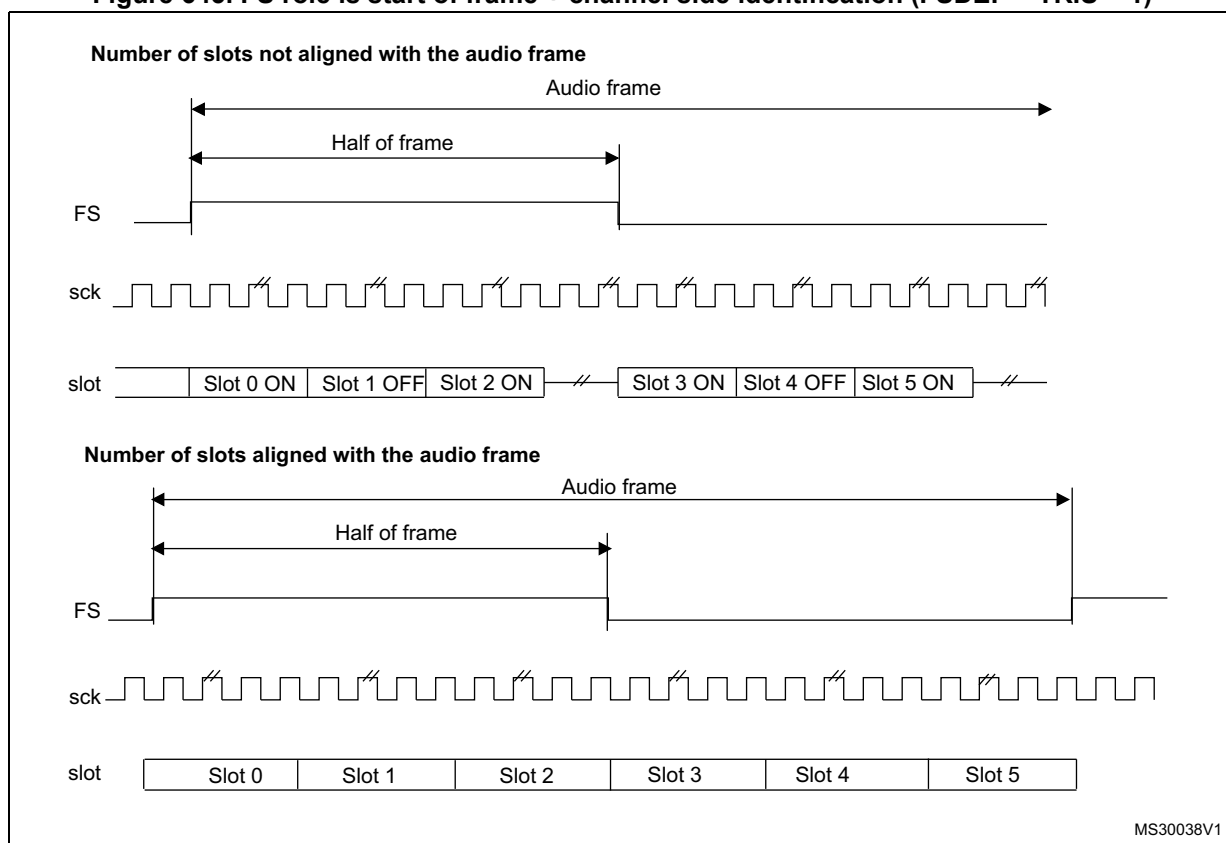 Number of slots not aligned with the audio frame
Audio frame
Half of frame
FS
sck
slot
Slot 0 ON
Slot 1 OFF
Slot 2 ON
Slot 3 ON
Slot 4 OFF
Slot 5 ON
Number of slots aligned with the audio frame
Audio frame
Half of frame
FS
sck
slot
Slot 0
Slot 1
Slot 2
Slot 3
Slot 4
Slot 5
MS30038V1